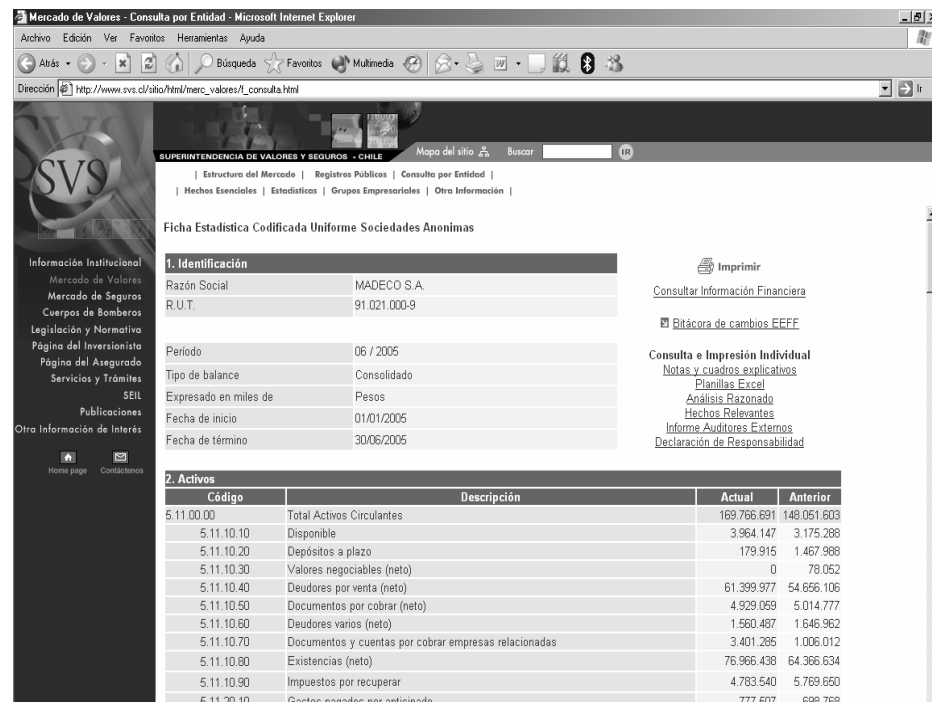 Mercado de Valores - Consulta por Entidad - Microsoft Internet Explorer
Archivo Edición Ver Favoritos Herramientas Ayuda
Atrás Búsqueda Favoritos Multimedia
Dirección http://www.svs.cl/sitio/html/merc_valores/f_consulta.html Ir
SVS
SUPERINTENDENCIA DE VALORES Y SEGUROS - CHILE Mapa del sitio Buscar IR
| Estructura del Mercado | Registros Públicos | Consulta por Entidad |
| Hechos Esenciales | Estadísticas | Grupos Empresariales | Otra Información |
Información Institucional
Mercado de Valores
Mercado de Seguros
Cuerpos de Bomberos
Legislación y Normativa
Página del Inversionista
Página del Asegurado
Servicios y Trámites
SEIL
Publicaciones
Otra Información de Interés
Home page Contáctenos
Ficha Estadística Codificada Uniforme Sociedades Anonimas
1. Identificación
Razón Social MADECO S.A.
R.U.T. 91.021.000-9
Período 06 / 2005
Tipo de balance Consolidado
Expresado en miles de Pesos
Fecha de inicio 01/01/2005
Fecha de término 30/06/2005
Imprimir
Consultar Información Financiera
Bitácora de cambios EEFF
Consulta e Impresión Individual
Notas y cuadros explicativos
Planillas Excel
Análisis Razonado
Hechos Relevantes
Informe Auditores Externos
Declaración de Responsabilidad
2. Activos
Código Descripción Actual Anterior
5.11.00.00 Total Activos Circulantes 169.766.691 148.051.603
5.11.10.10 Disponible 3.964.147 3.175.288
5.11.10.20 Depósitos a plazo 179.915 1.467.988
5.11.10.30 Valores negociables (neto) 0 78.052
5.11.10.40 Deudores por venta (neto) 61.399.977 54.656.106
5.11.10.50 Documentos por cobrar (neto) 4.929.059 5.014.777
5.11.10.60 Deudores varios (neto) 1.560.487 1.646.962
5.11.10.70 Documentos y cuentas por cobrar empresas relacionadas 3.401.285 1.006.012
5.11.10.80 Existencias (neto) 76.966.438 64.366.634
5.11.10.90 Impuestos por recuperar 4.783.540 5.769.650
5.11.20.10 Gastos pagados por anticipado 777.607 698.768